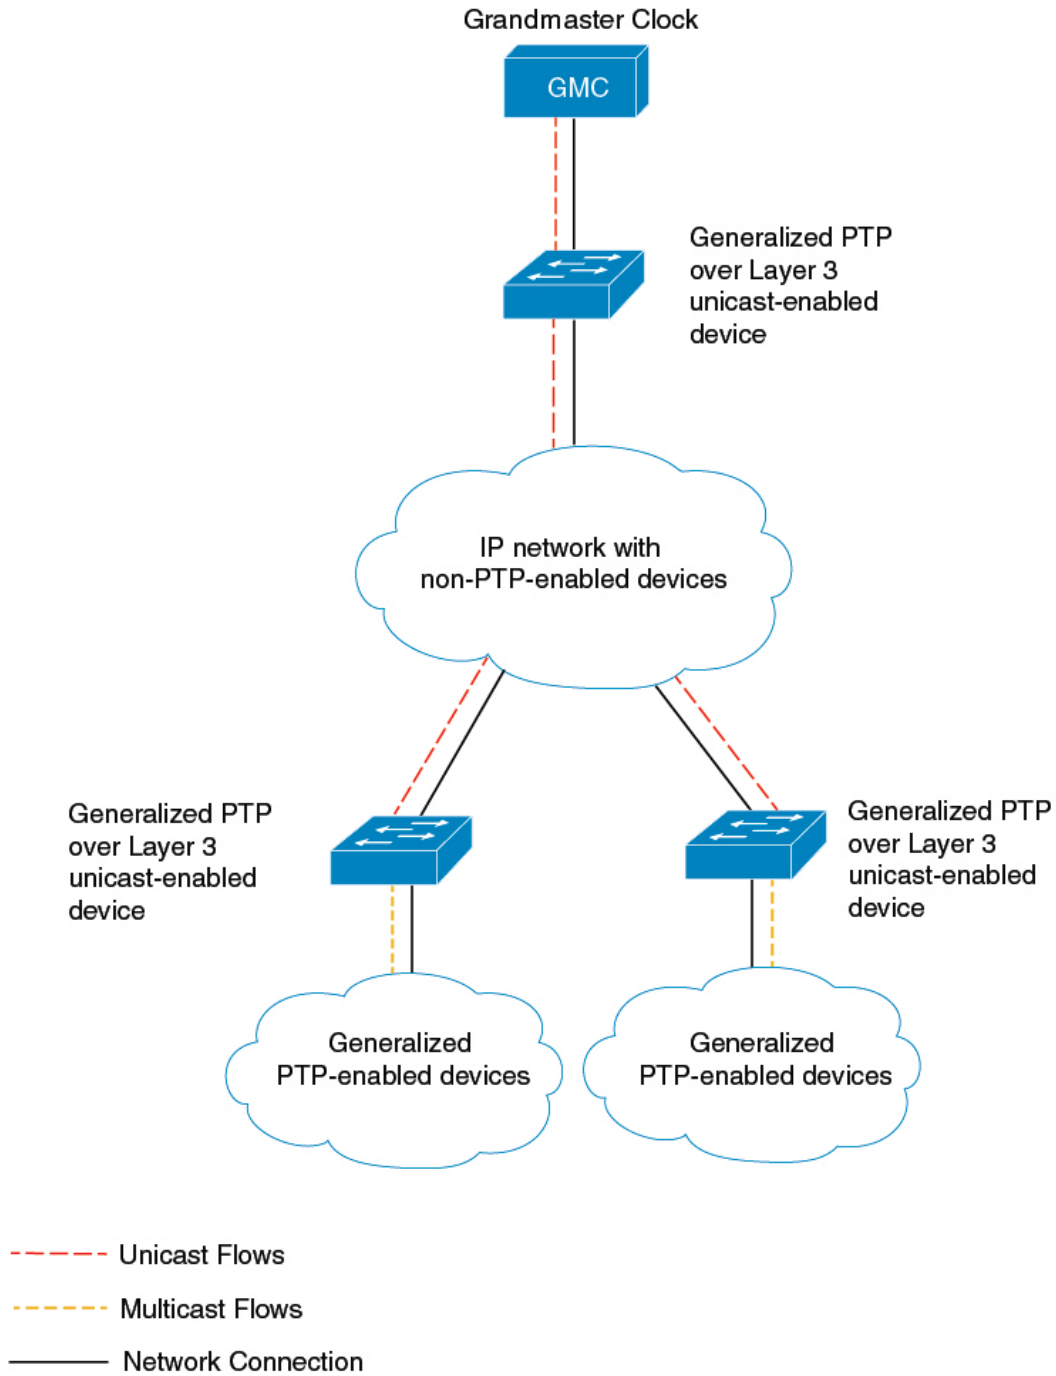 Grandmaster Clock
GMC
Generalized PTP
over Layer 3
unicast-enabled
device
IP network with
non-PTP-enabled devices
Generalized PTP
over Layer 3
unicast-enabled
device
Generalized PTP
over Layer 3
unicast-enabled
device
Generalized
PTP-enabled devices
Generalized
PTP-enabled devices
Unicast Flows
Multicast Flows
Network Connection